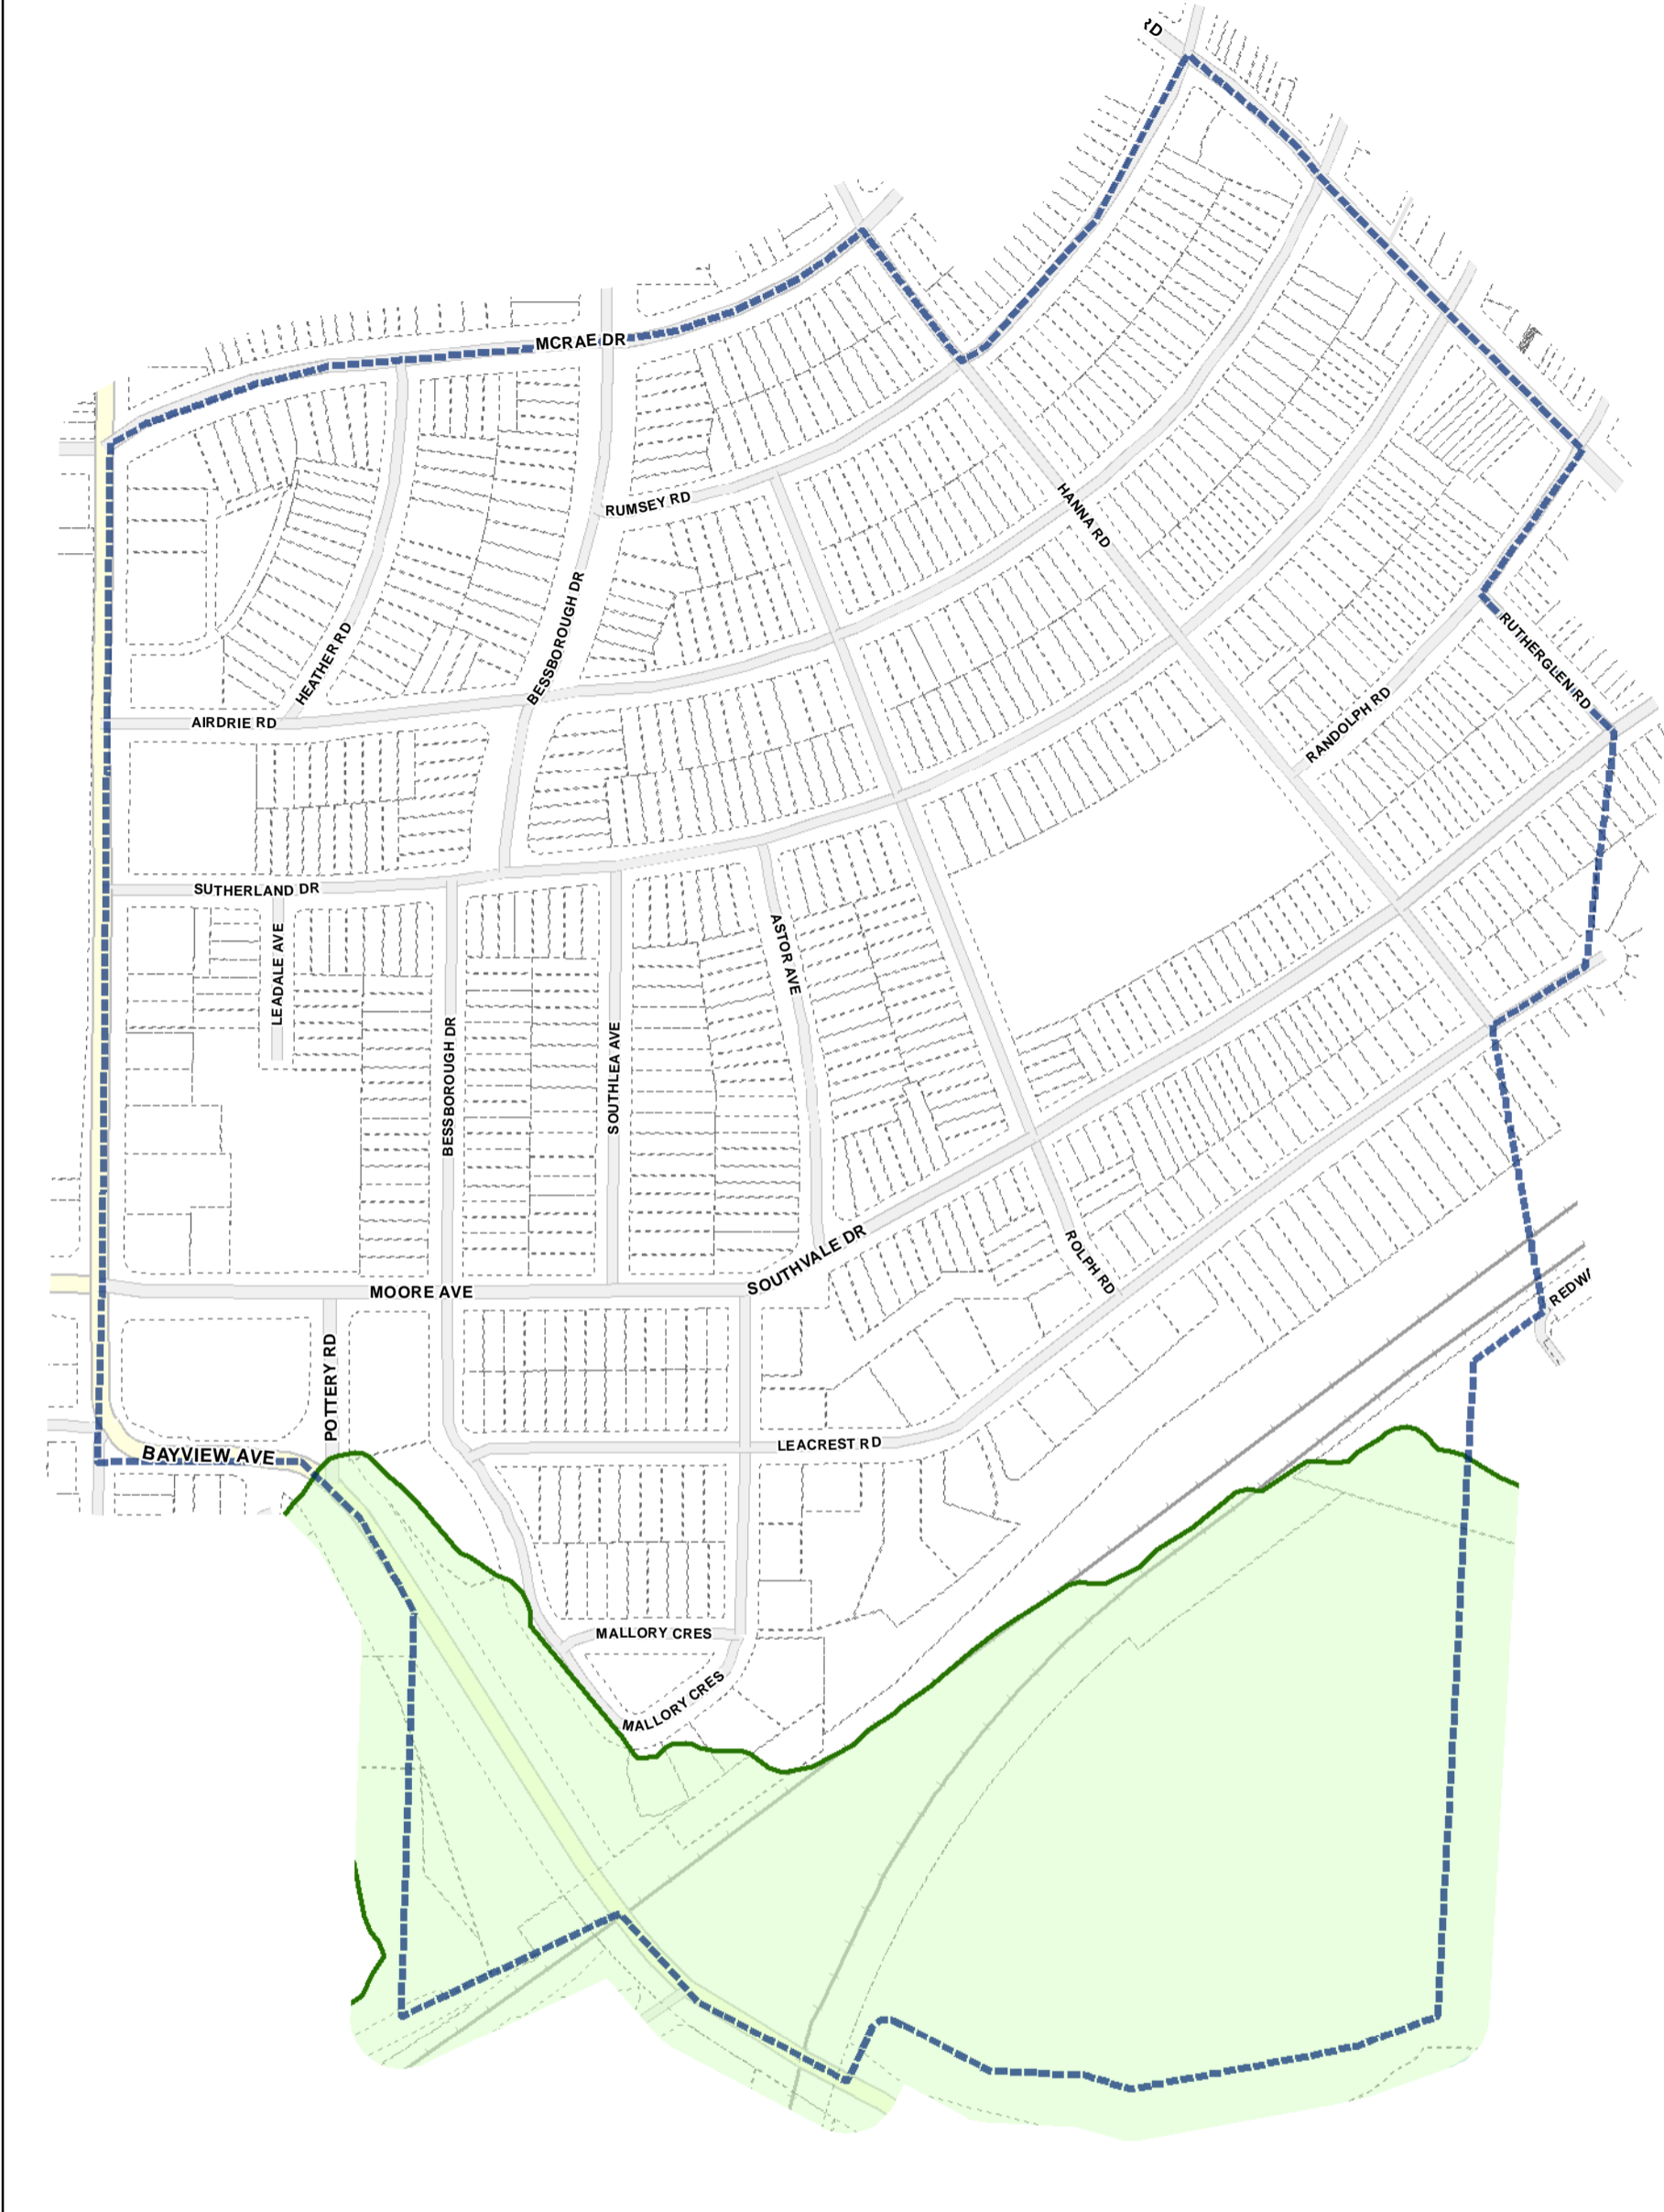 RD
MCRAE DR
RUMSEY RD
HANNA RD
BESSBOROUGH DR
HEATHER RD
RUTHERGLEN RD
AIRDRIE RD
RANDOLPH RD
SUTHERLAND DR
LEADALE AVE
ASTOR AVE
BESSBOROUGH DR
SOUTHLEA AVE
SOUTHVALE DR
ROLPH RD
MOORE AVE
REDWA
POTTERY RD
BAYVIEW AVE
LEACREST RD
MALLORY CRES
MALLORY CRES